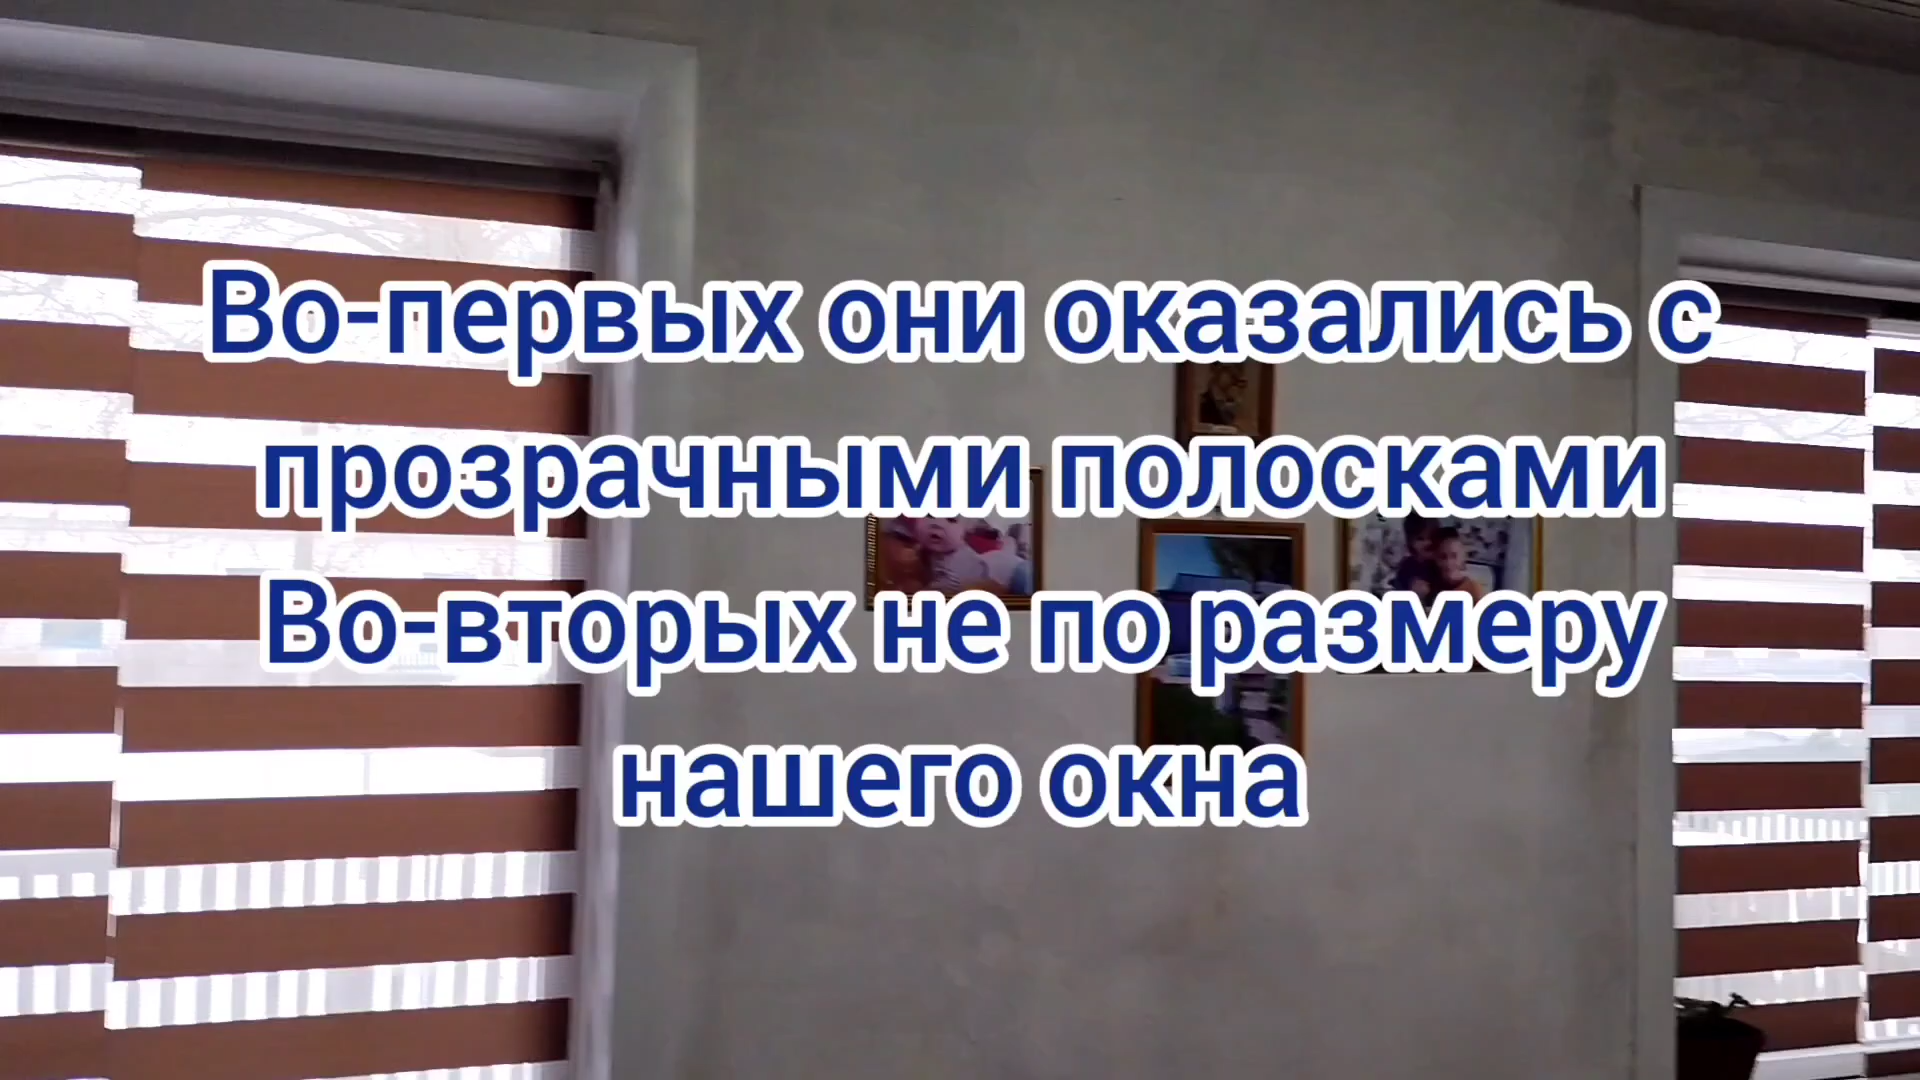 Во-первых они оказались с
прозрачными полосками
Во-вторых не по размеру
нашего окна